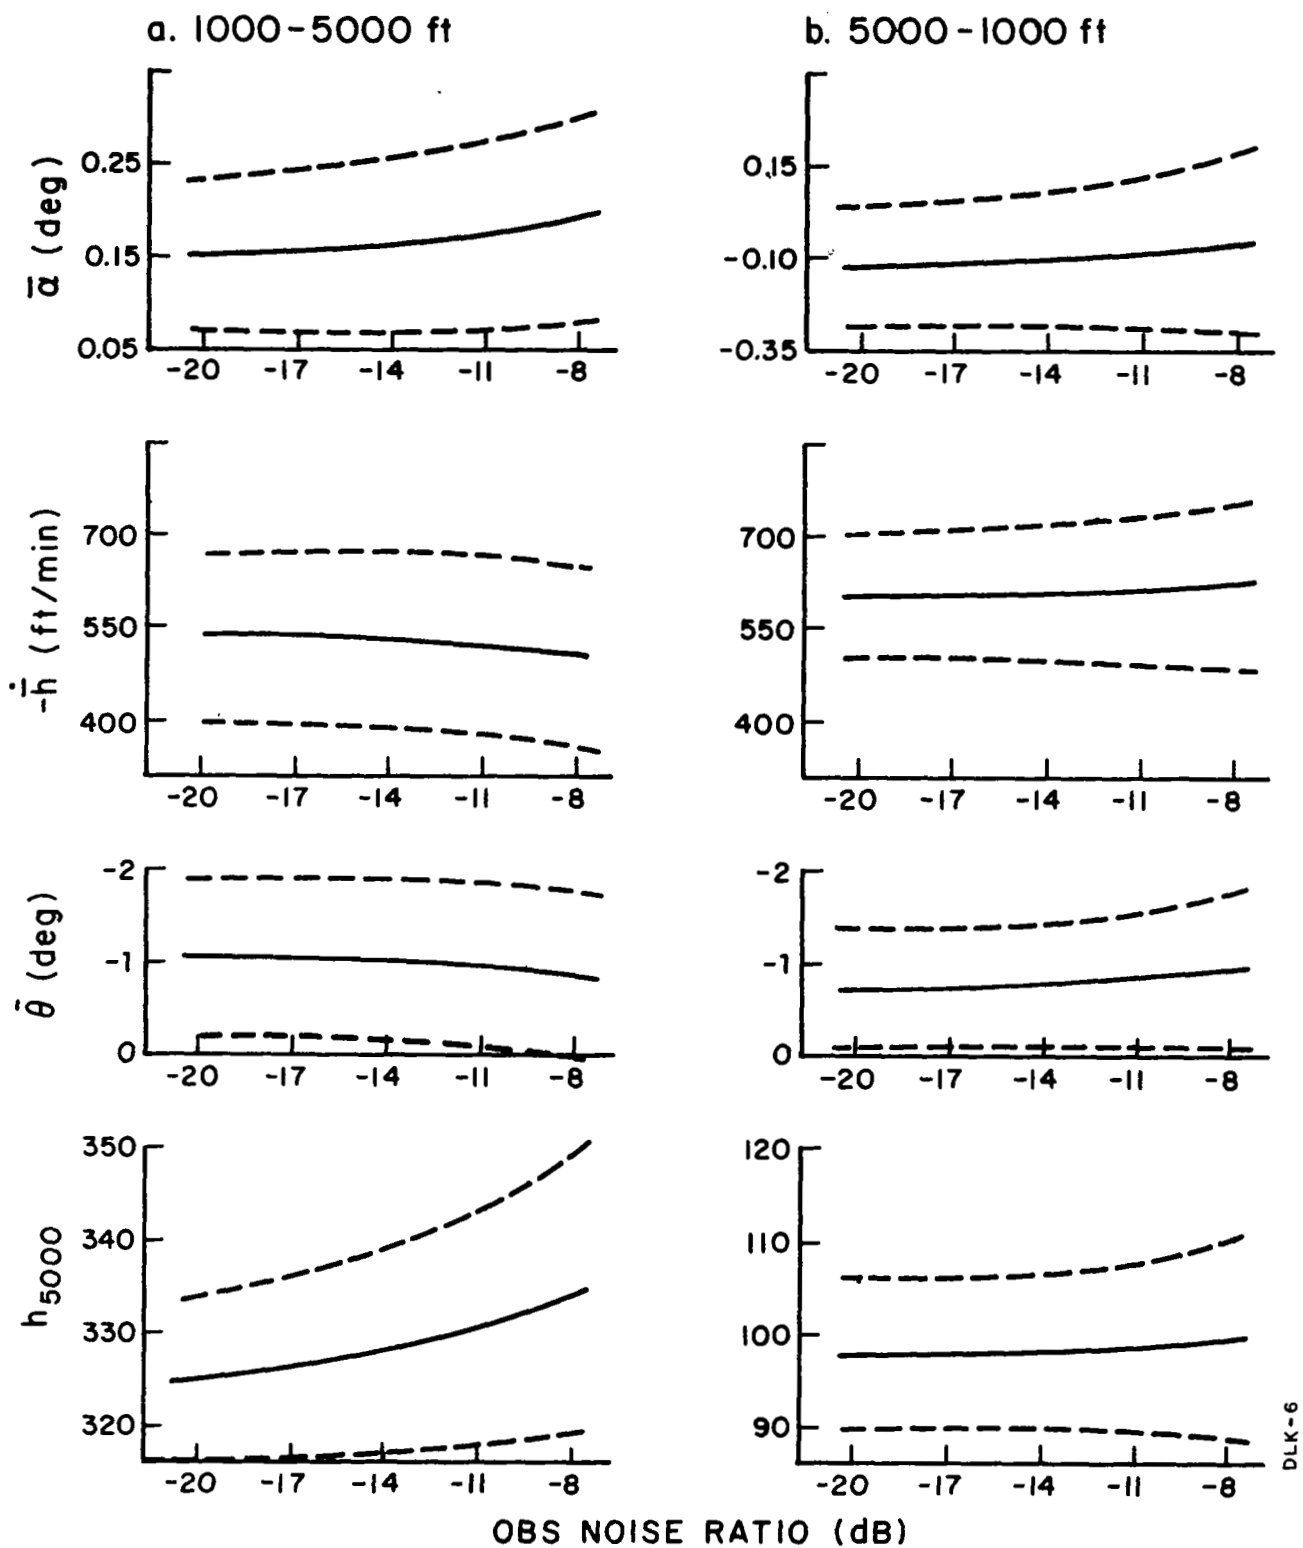 a. 1000-5000 ft
b. 5000-1000 ft
ᾱ (deg)
0.25
0.15
0.05
-20 -17 -14 -11 -8
0.15
-0.10
-0.35
-20 -17 -14 -11 -8
-ḣ̄ (ft/min)
700
550
400
-20 -17 -14 -11 -8
700
550
400
-20 -17 -14 -11 -8
θ̄ (deg)
-2
-1
0
-20 -17 -14 -11 -8
-2
-1
0
-20 -17 -14 -11 -8
h5000
350
340
330
320
-20 -17 -14 -11 -8
120
110
100
90
-20 -17 -14 -11 -8
OBS NOISE RATIO (dB)
DLK-6